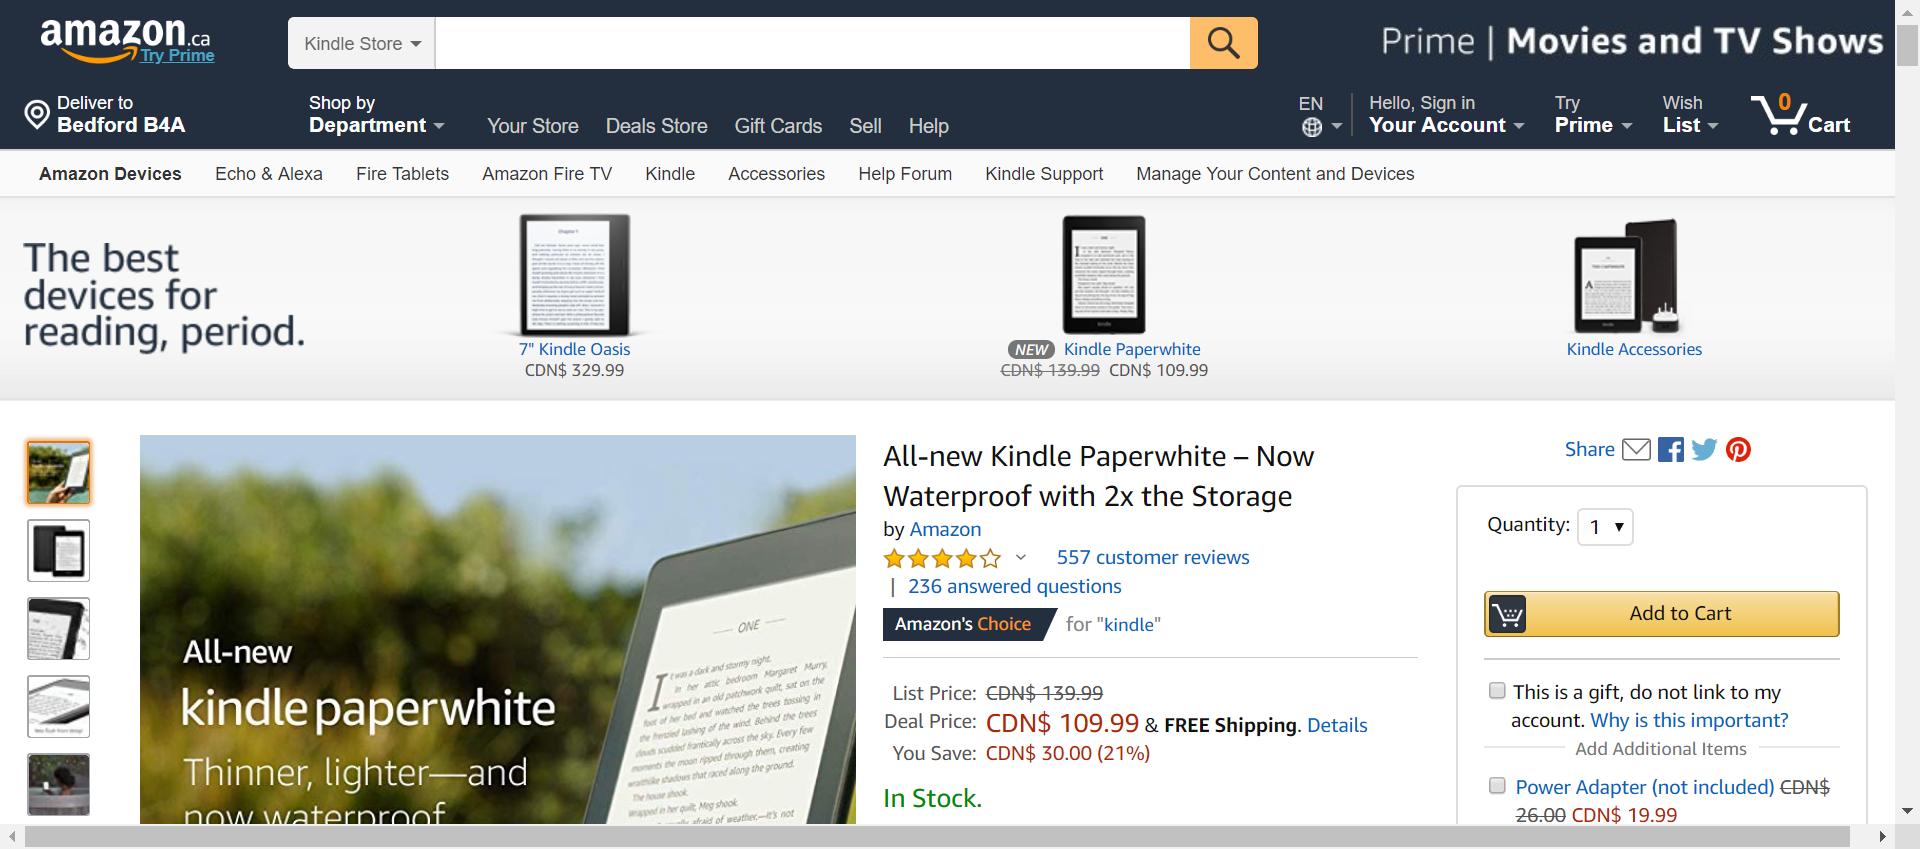 amazon.ca
Try Prime
Kindle Store
Prime | Movies and TV Shows
Deliver to
Bedford B4A
Shop by
Department
Your Store
Deals Store
Gift Cards
Sell
Help
EN
Hello, Sign in
Your Account
Try
Prime
Wish
List
0
Cart
Amazon Devices
Echo & Alexa
Fire Tablets
Amazon Fire TV
Kindle
Accessories
Help Forum
Kindle Support
Manage Your Content and Devices
The best
devices for
reading, period.
7" Kindle Oasis
CDN$ 329.99
NEW Kindle Paperwhite
CDN$ 139.99 CDN$ 109.99
Kindle Accessories
All-new
kindle paperwhite
Thinner, lighter—and
now waterproof
ONE
It was a dark and stormy night.
In her attic bedroom Margaret Murry,
wrapped in an old patchwork quilt, sat on the
foot of her bed and watched the trees tossing in
the frenzied lashing of the wind. Behind the trees
clouds scudded frantically across the sky. Every few
moments the moon ripped through them, creating
wraithlike shadows that raced along the ground.
The house shook.
Wrapped in her quilt, Meg shook.
afraid of weather.—It's not
All-new Kindle Paperwhite – Now
Waterproof with 2x the Storage
by Amazon
557 customer reviews
| 236 answered questions
Amazon's Choice for "kindle"
List Price: CDN$ 139.99
Deal Price: CDN$ 109.99 & FREE Shipping. Details
You Save: CDN$ 30.00 (21%)
In Stock.
Share
Quantity: 1
Add to Cart
This is a gift, do not link to my
account. Why is this important?
Add Additional Items
Power Adapter (not included) CDN$
26.00 CDN$ 19.99